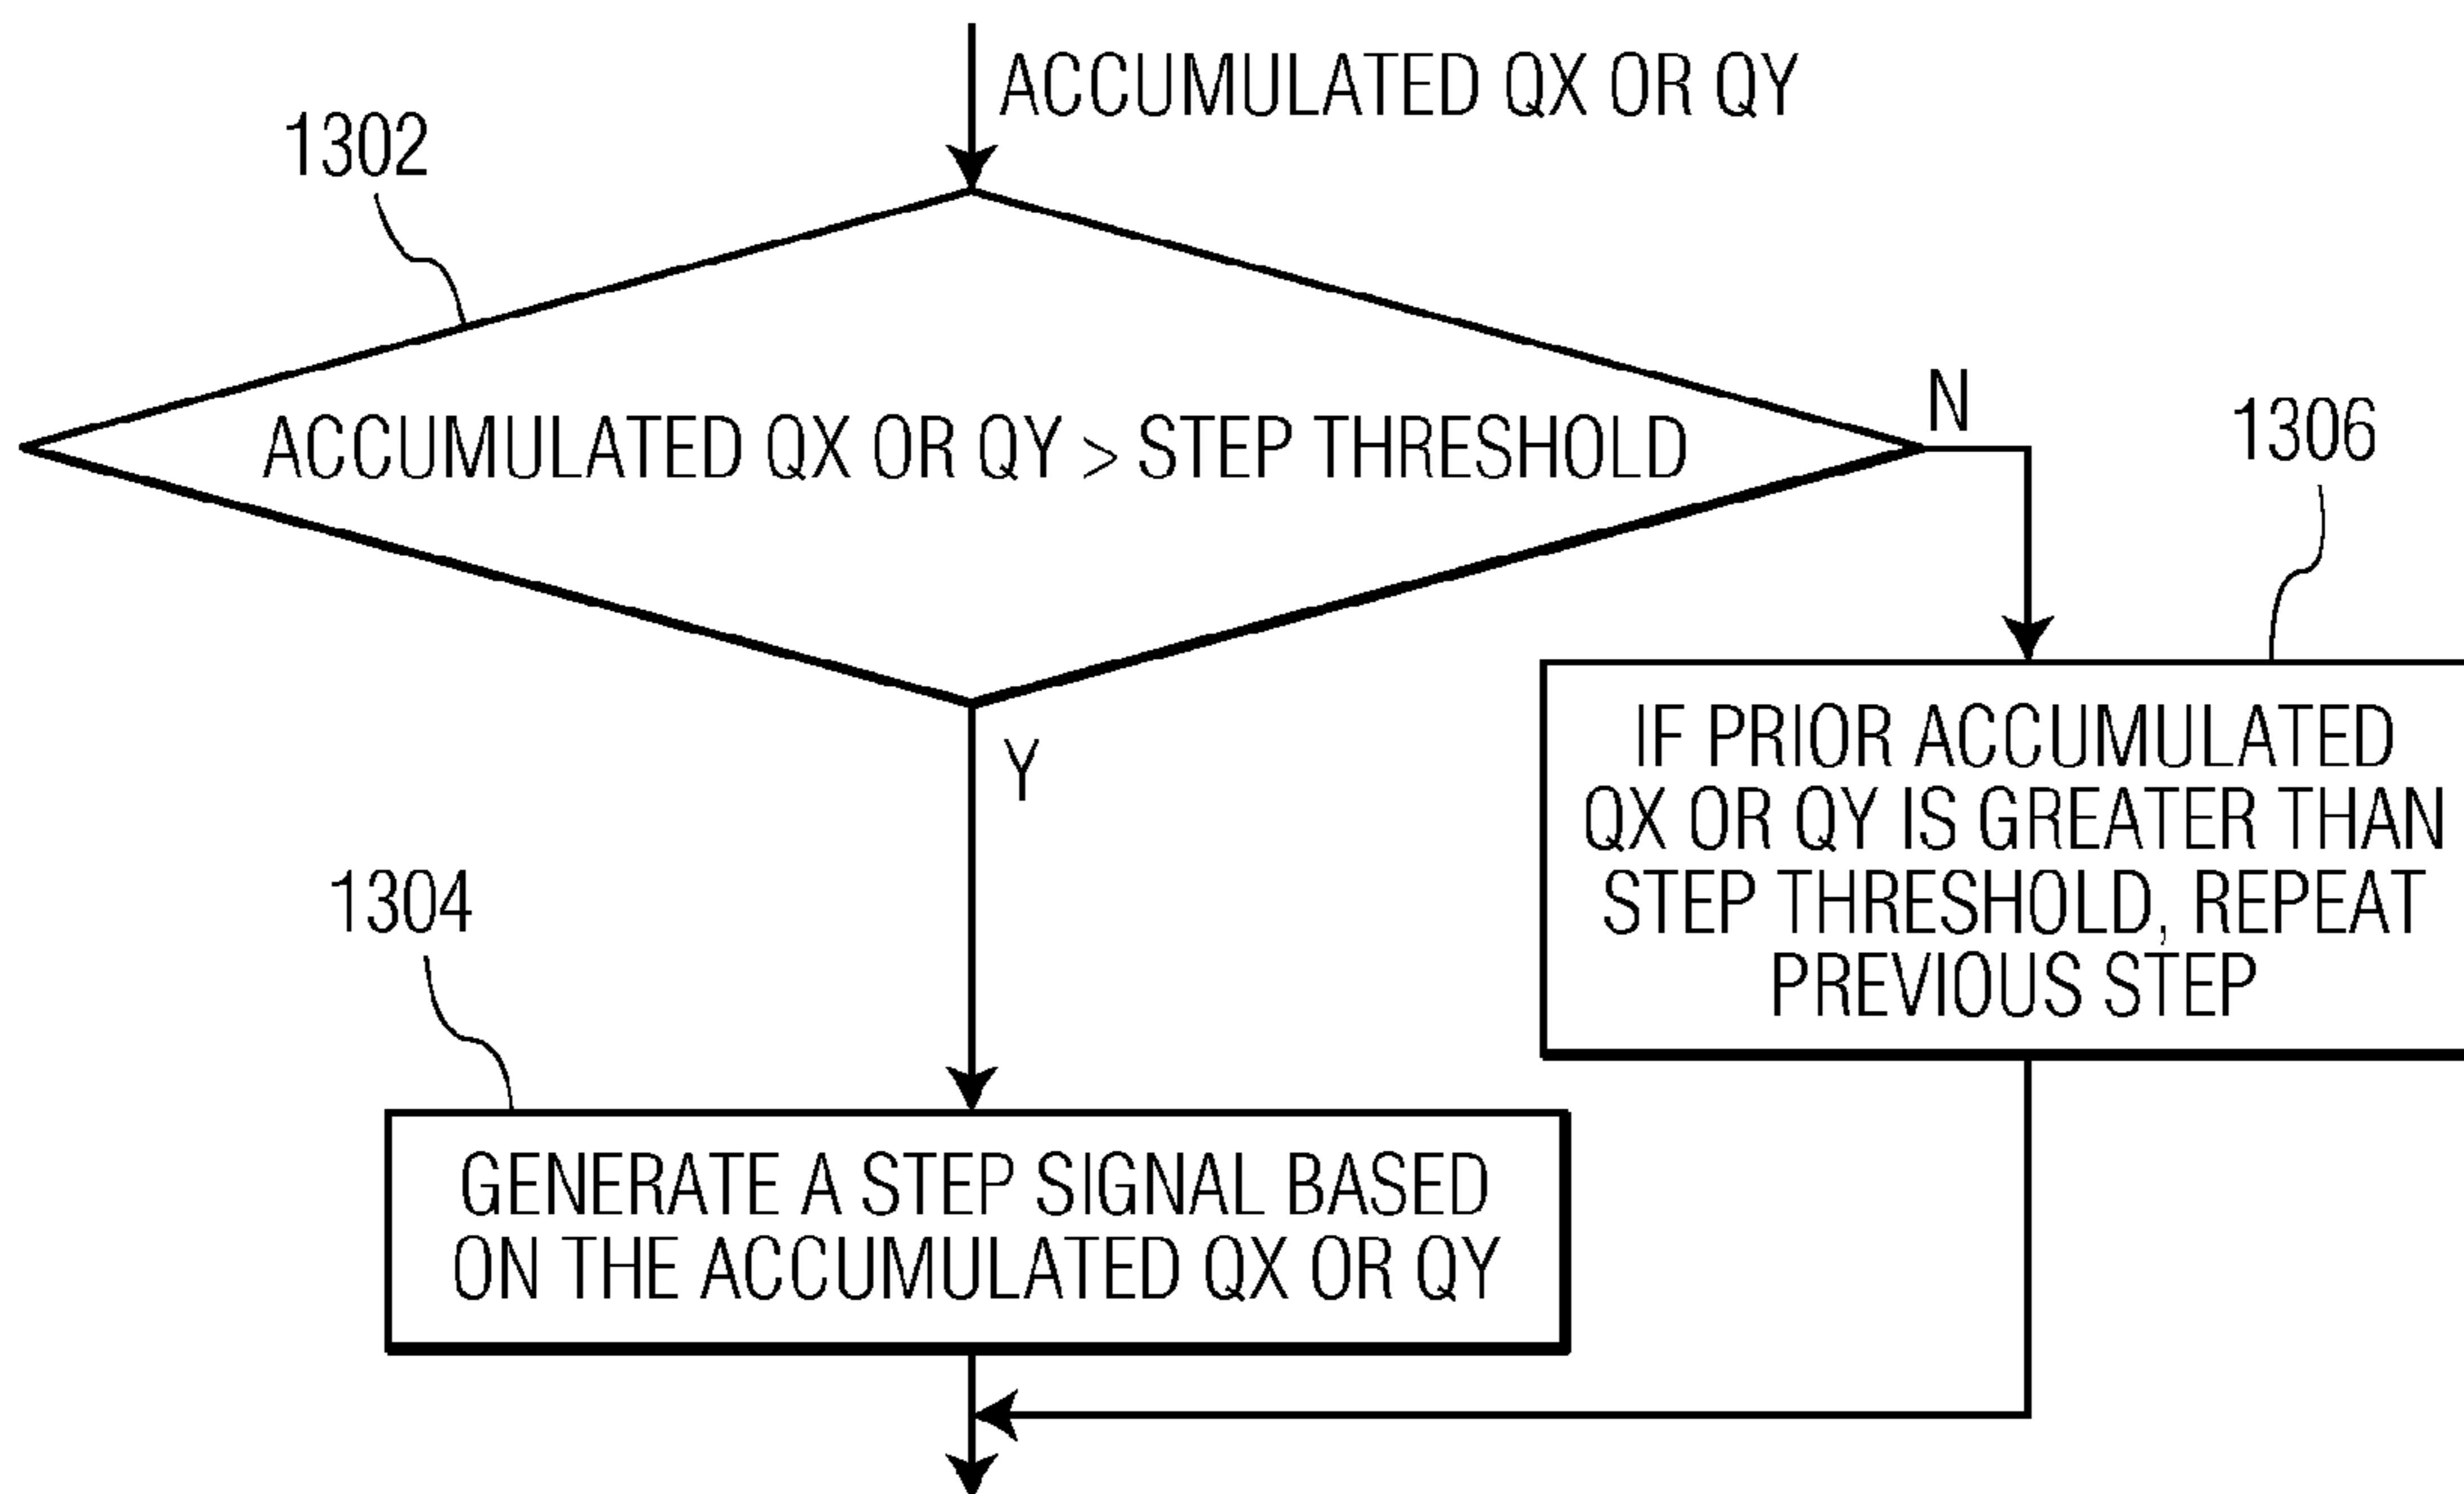 ACCUMULATED QX OR QY
1302
ACCUMULATED QX OR QY > STEP THRESHOLD
N
1306
IF PRIOR ACCUMULATED
QX OR QY IS GREATER THAN
STEP THRESHOLD, REPEAT
PREVIOUS STEP
Y
1304
GENERATE A STEP SIGNAL BASED
ON THE ACCUMULATED QX OR QY